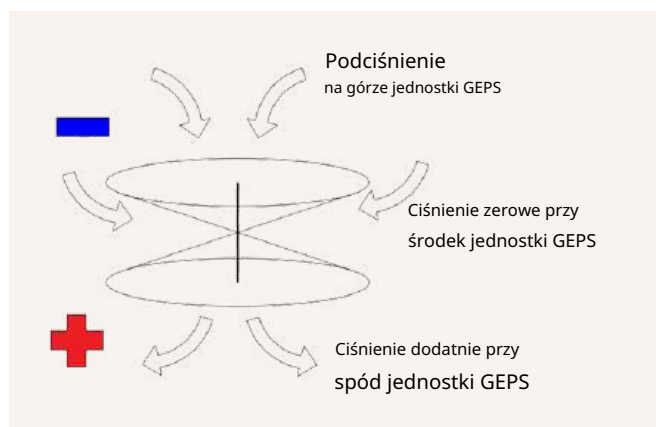 Podciśnienie
na górze jednostki GEPS
Ciśnienie zerowe przy
środek jednostki GEPS
Ciśnienie dodatnie przy
spód jednostki GEPS